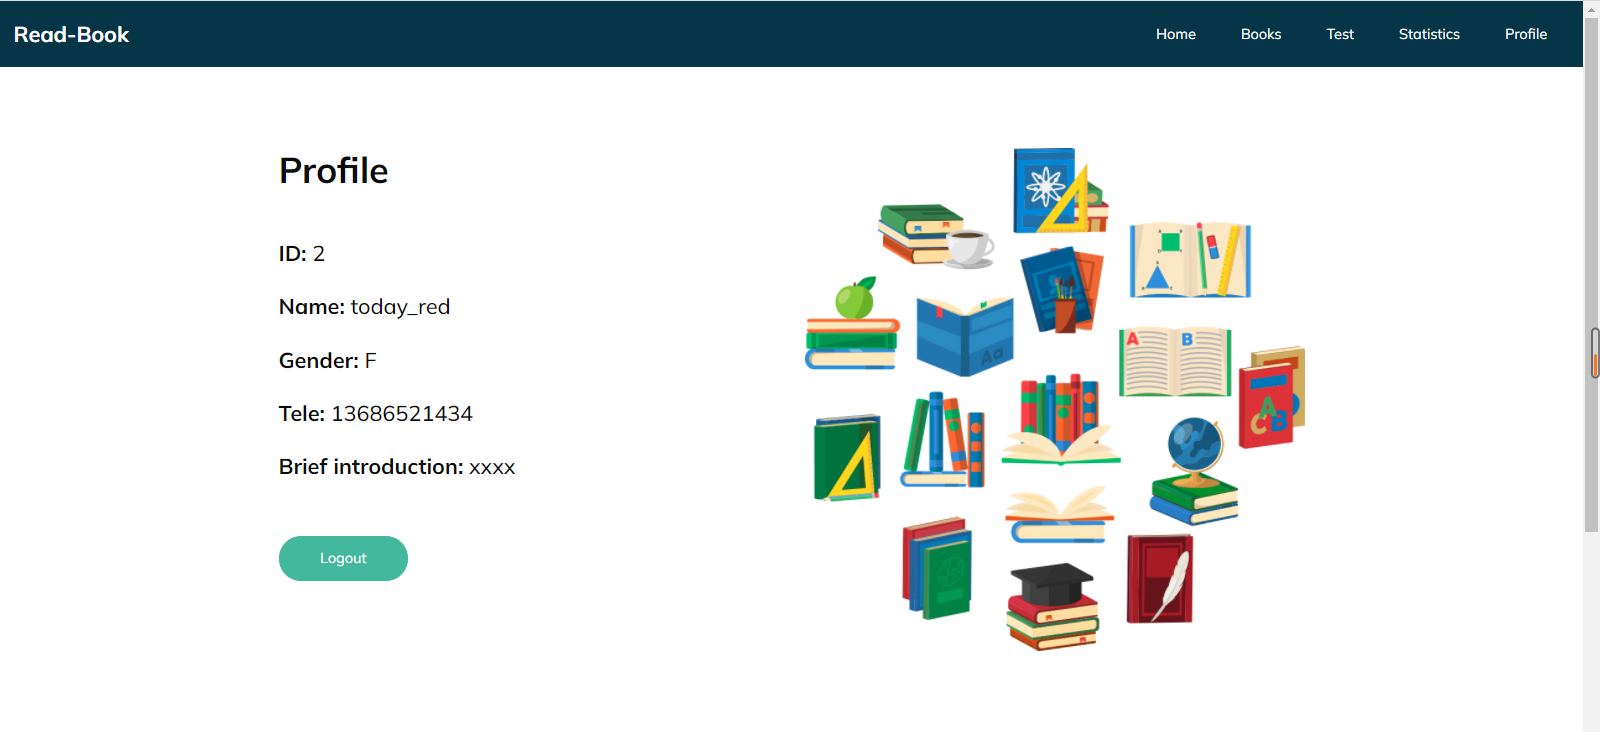 Read-Book
Home Books Test Statistics Profile
Profile
ID: 2
Name: today_red
Gender: F
Tele: 13686521434
Brief introduction: xxxx
Logout
Aa
A B
A
B
C